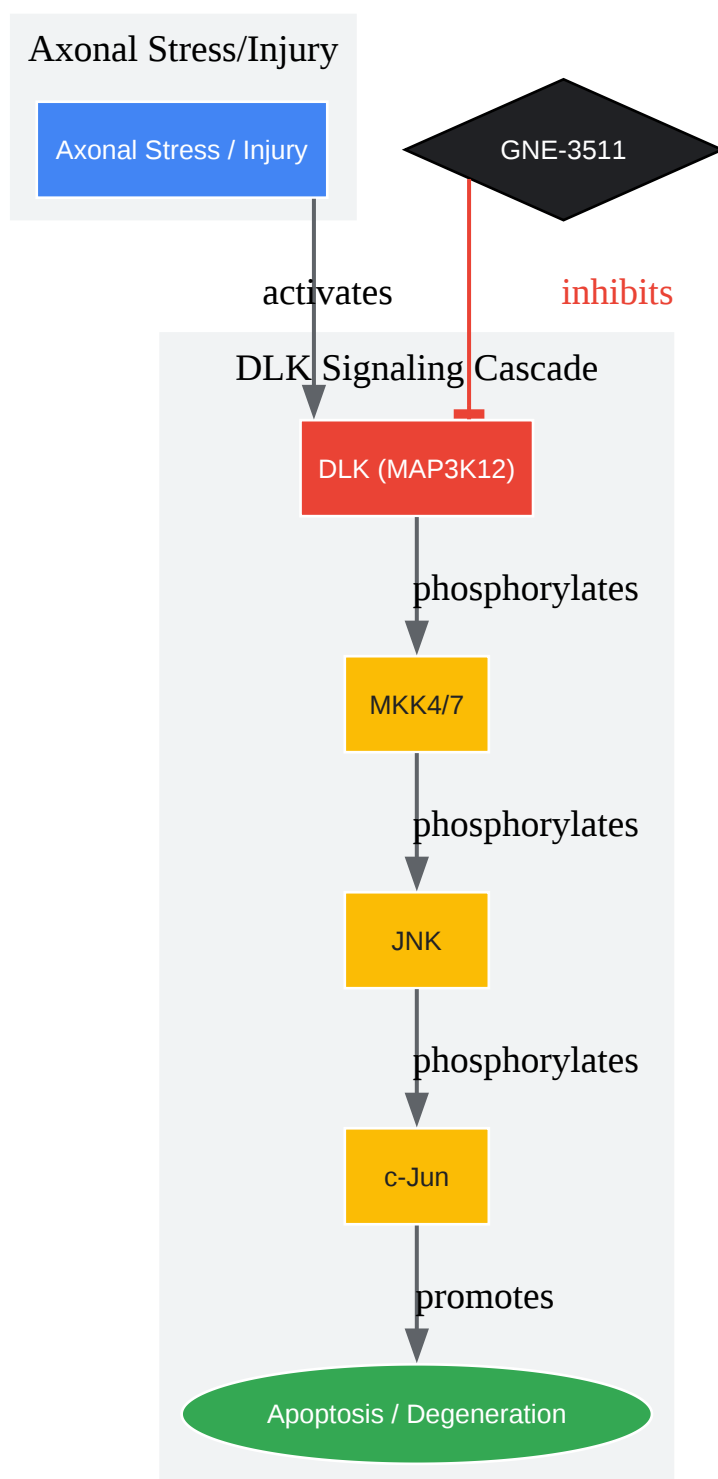 Axonal Stress/Injury
Axonal Stress / Injury
GNE-3511
activates
inhibits
DLK Signaling Cascade
DLK (MAP3K12)
phosphorylates
MKK4/7
phosphorylates
JNK
phosphorylates
c-Jun
promotes
Apoptosis / Degeneration